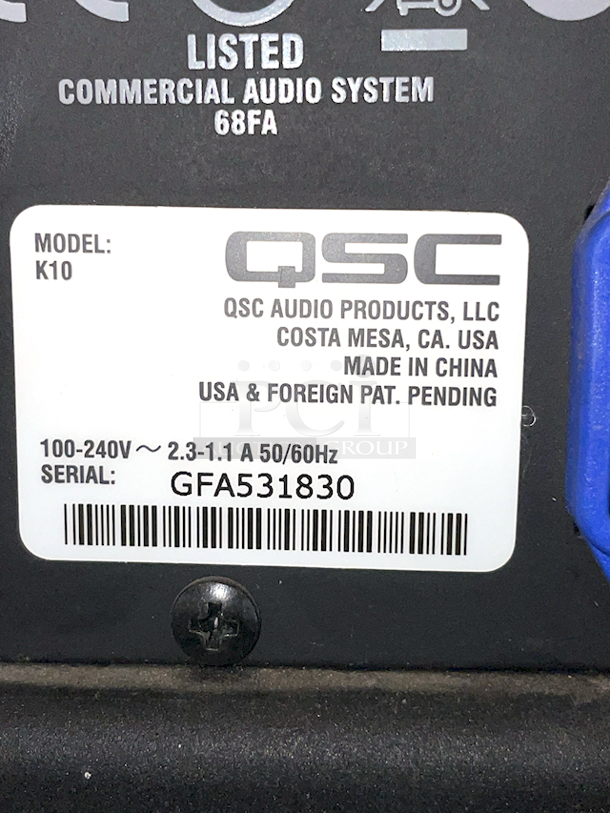 LISTED
COMMERCIAL AUDIO SYSTEM
68FA
MODEL:
K10
QSC
QSC AUDIO PRODUCTS, LLC
COSTA MESA, CA. USA
MADE IN CHINA
USA & FOREIGN PAT. PENDING
PCI
GROUP
100-240V ~ 2.3-1.1 A 50/60Hz
SERIAL: GFA531830